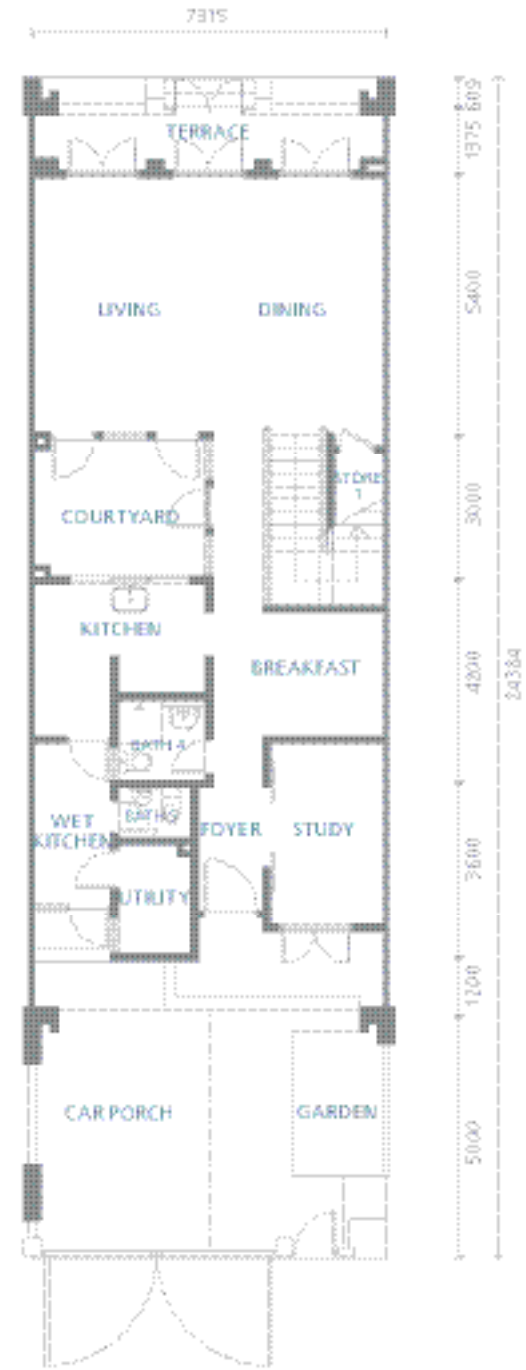 7315
609
TERRACE
1375
5400
LIVING
DINING
STORE
1
COURTYARD
3000
KITCHEN
BREAKFAST
4200
24384
BATH 4
WET
KITCHEN
FOYER
STUDY
3600
UTILITY
1200
CAR PORCH
GARDEN
5000